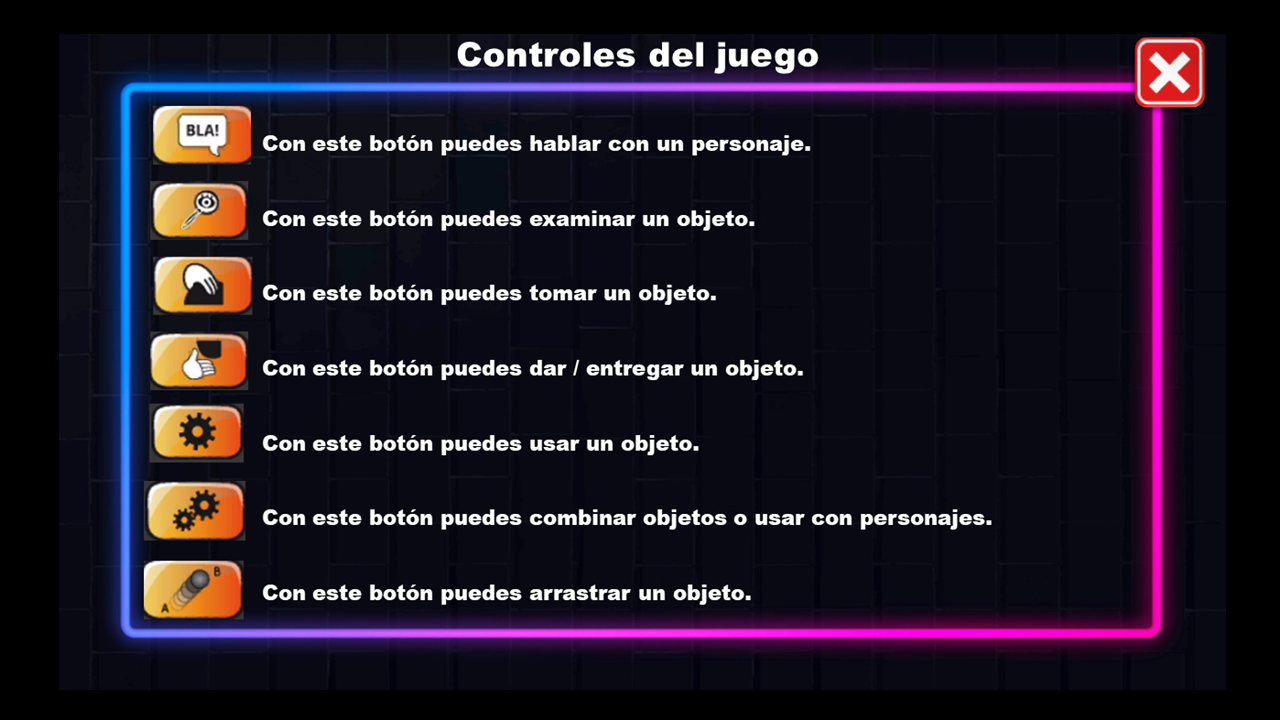 Controles del juego
BLA!
Con este botón puedes hablar con un personaje.
Con este botón puedes examinar un objeto.
Con este botón puedes tomar un objeto.
Con este botón puedes dar / entregar un objeto.
Con este botón puedes usar un objeto.
Con este botón puedes combinar objetos o usar con personajes.
B
A
Con este botón puedes arrastrar un objeto.